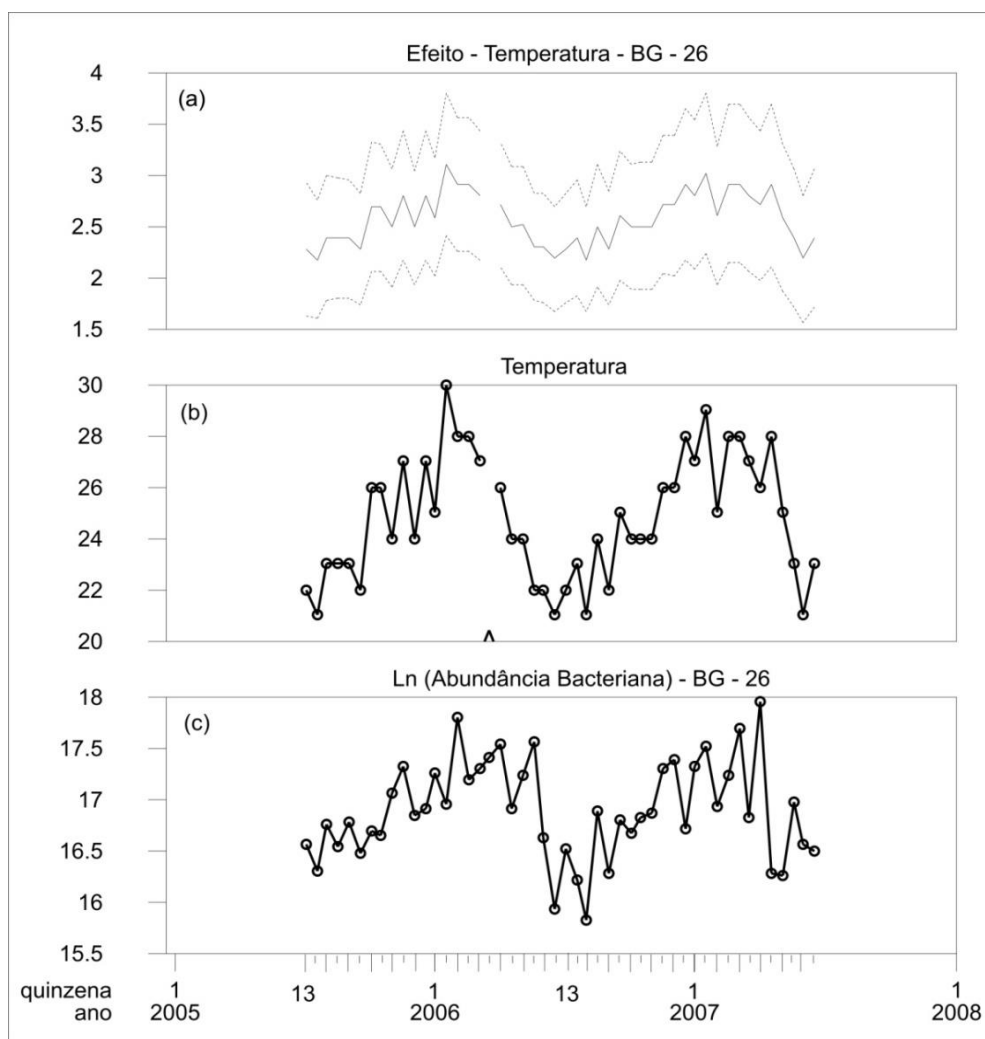 Efeito - Temperatura - BG - 26
(a)
4
3.5
3
2.5
2
1.5
Temperatura
(b)
30
28
26
24
22
20
Ln (Abundância Bacteriana) - BG - 26
(c)
18
17.5
17
16.5
16
15.5
quinzena 1 13 1 13 1 1
ano 2005 2006 2007 2008